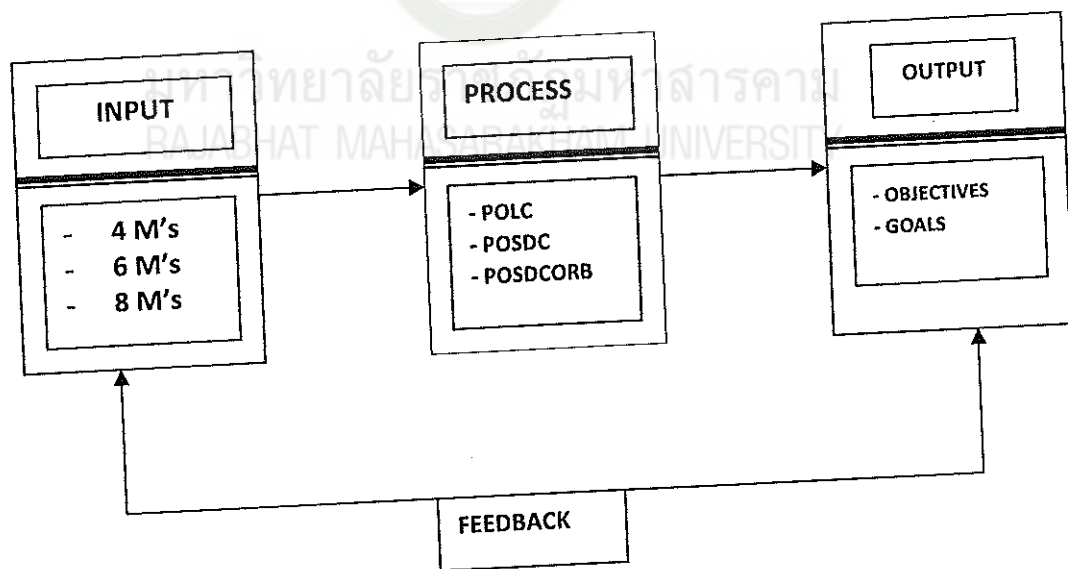 มหาวิทยาลัยราชภัฏมหาสารคาม
RAJABHAT MAHASARAKHAM UNIVERSITY
INPUT
- 4 M's
- 6 M's
- 8 M's
PROCESS
- POLC
- POSDC
- POSDCORB
OUTPUT
- OBJECTIVES
- GOALS
FEEDBACK